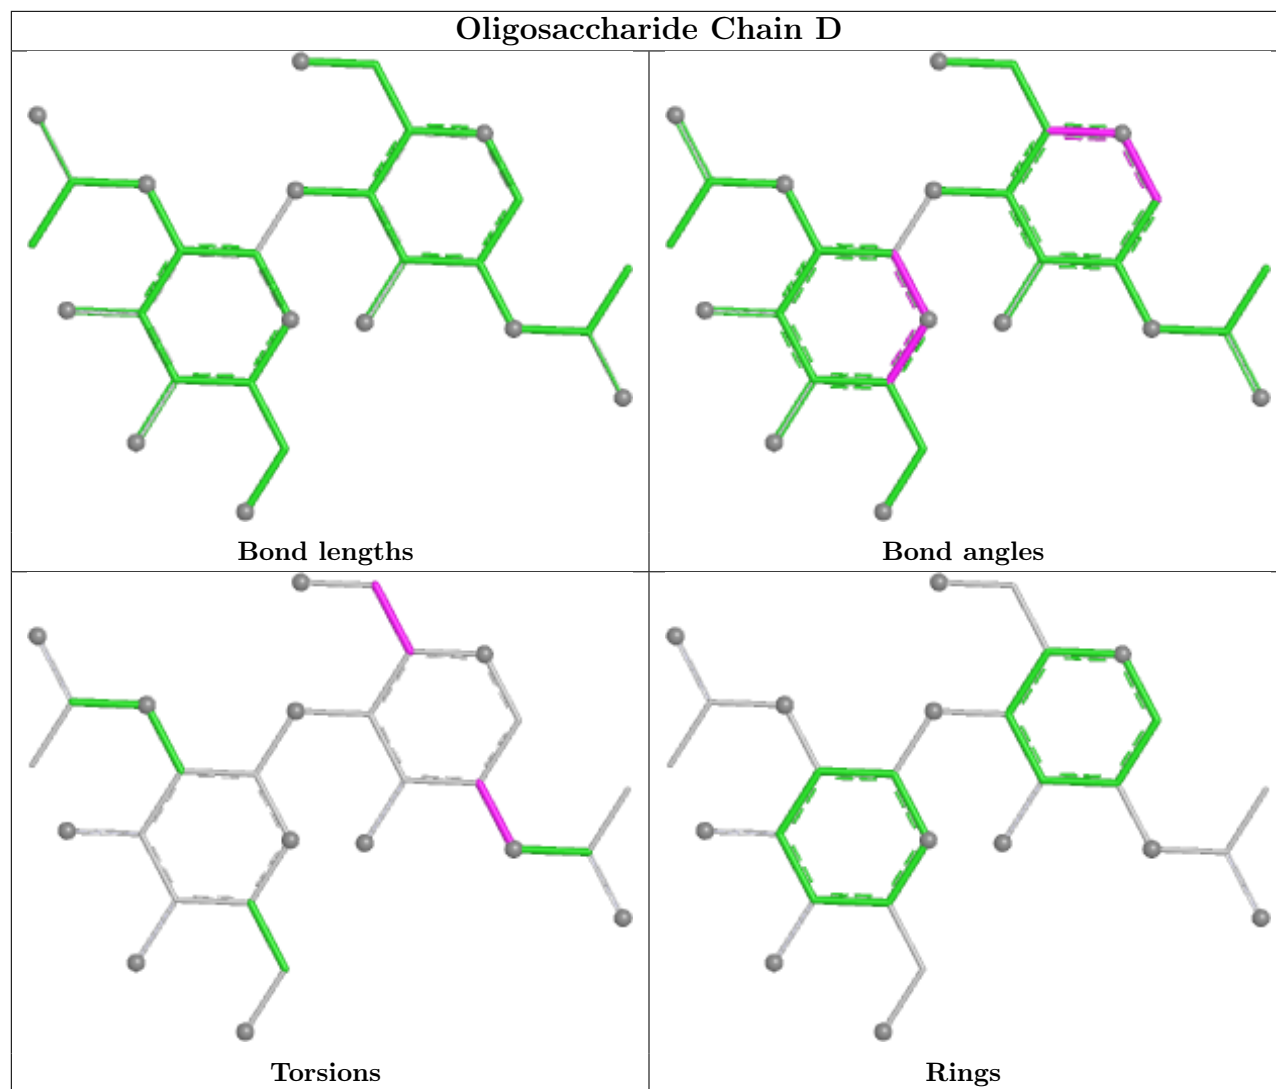 Oligosaccharide Chain D
Bond lengths
Bond angles
Torsions
Rings